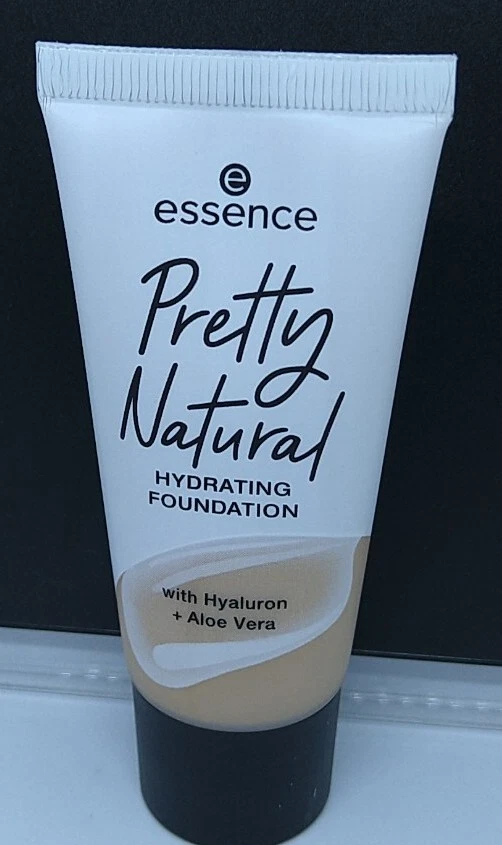 e
essence
Pretty
Natural
HYDRATING
FOUNDATION
with Hyaluron
+ Aloe Vera